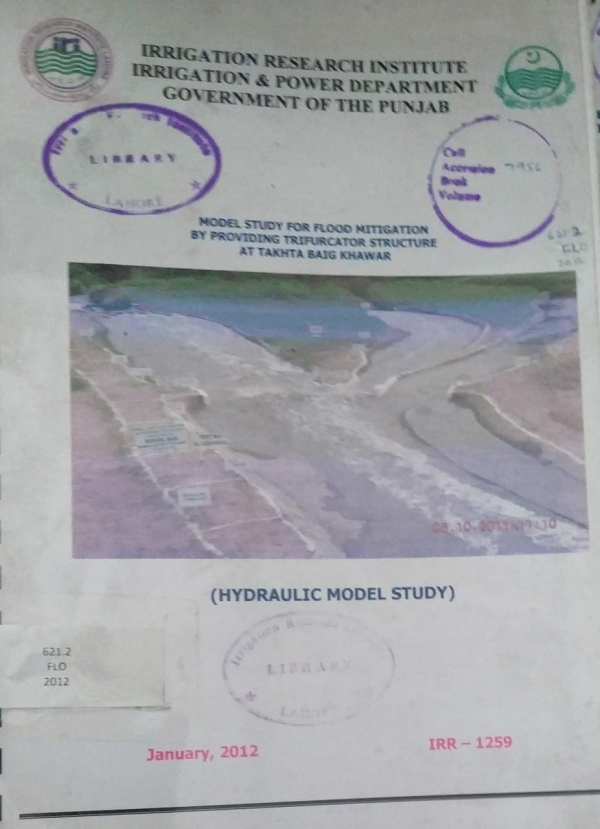 IRRIGATION RESEARCH INSTITUTE
IRRIGATION & POWER DEPARTMENT
GOVERNMENT OF THE PUNJAB
LIBRARY
LAHORE
Call
Accession
Book
Volume
MODEL STUDY FOR FLOOD MITIGATION
BY PROVIDING TRIFURCATOR STRUCTURE
AT TAKHTA BAIG KHAWAR
(HYDRAULIC MODEL STUDY)
621.2
FLO
2012
LIBRARY
LAHORE
January, 2012
IRR – 1259